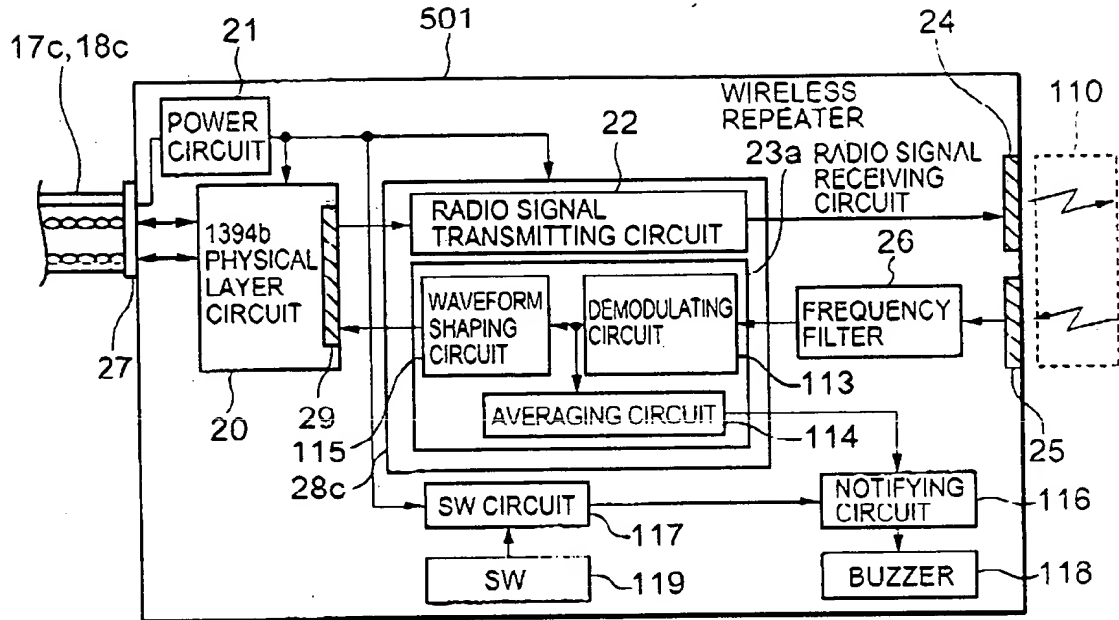 17c, 18c
21
501
24
POWER
CIRCUIT
WIRELESS
REPEATER
22
23a
RADIO SIGNAL
RECEIVING
CIRCUIT
110
RADIO SIGNAL
TRANSMITTING CIRCUIT
1394b
PHYSICAL
LAYER
CIRCUIT
26
WAVEFORM
SHAPING
CIRCUIT
DEMODULATING
CIRCUIT
FREQUENCY
FILTER
27
20
29
113
AVERAGING CIRCUIT
115
114
25
28c
SW CIRCUIT
117
NOTIFYING
CIRCUIT
116
SW
119
BUZZER
118